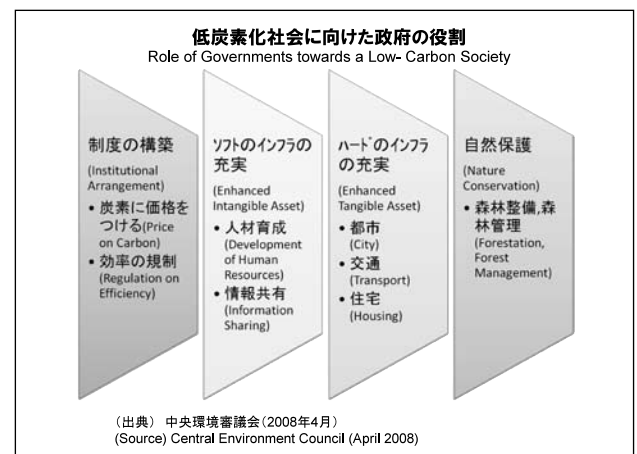 低炭素化社会に向けた政府の役割
Role of Governments towards a Low- Carbon Society
制度の構築
(Institutional
Arrangement)
• 炭素に価格を
つける(Price
on Carbon)
• 効率の規制
(Regulation on
Efficiency)
ｿﾌﾄのインフラの
充実
(Enhanced
Intangible Asset)
• 人材育成
(Development
of Human
Resources)
• 情報共有
(Information
Sharing)
ﾊｰﾄﾞのインフラ
の充実
(Enhanced
Tangible Asset)
• 都市
(City)
• 交通
(Transport)
• 住宅
(Housing)
自然保護
(Nature
Conservation)
• 森林整備,森
林管理
(Forestation,
Forest
Management)
（出典） 中央環境審議会（2008年4月）
(Source) Central Environment Council (April 2008)